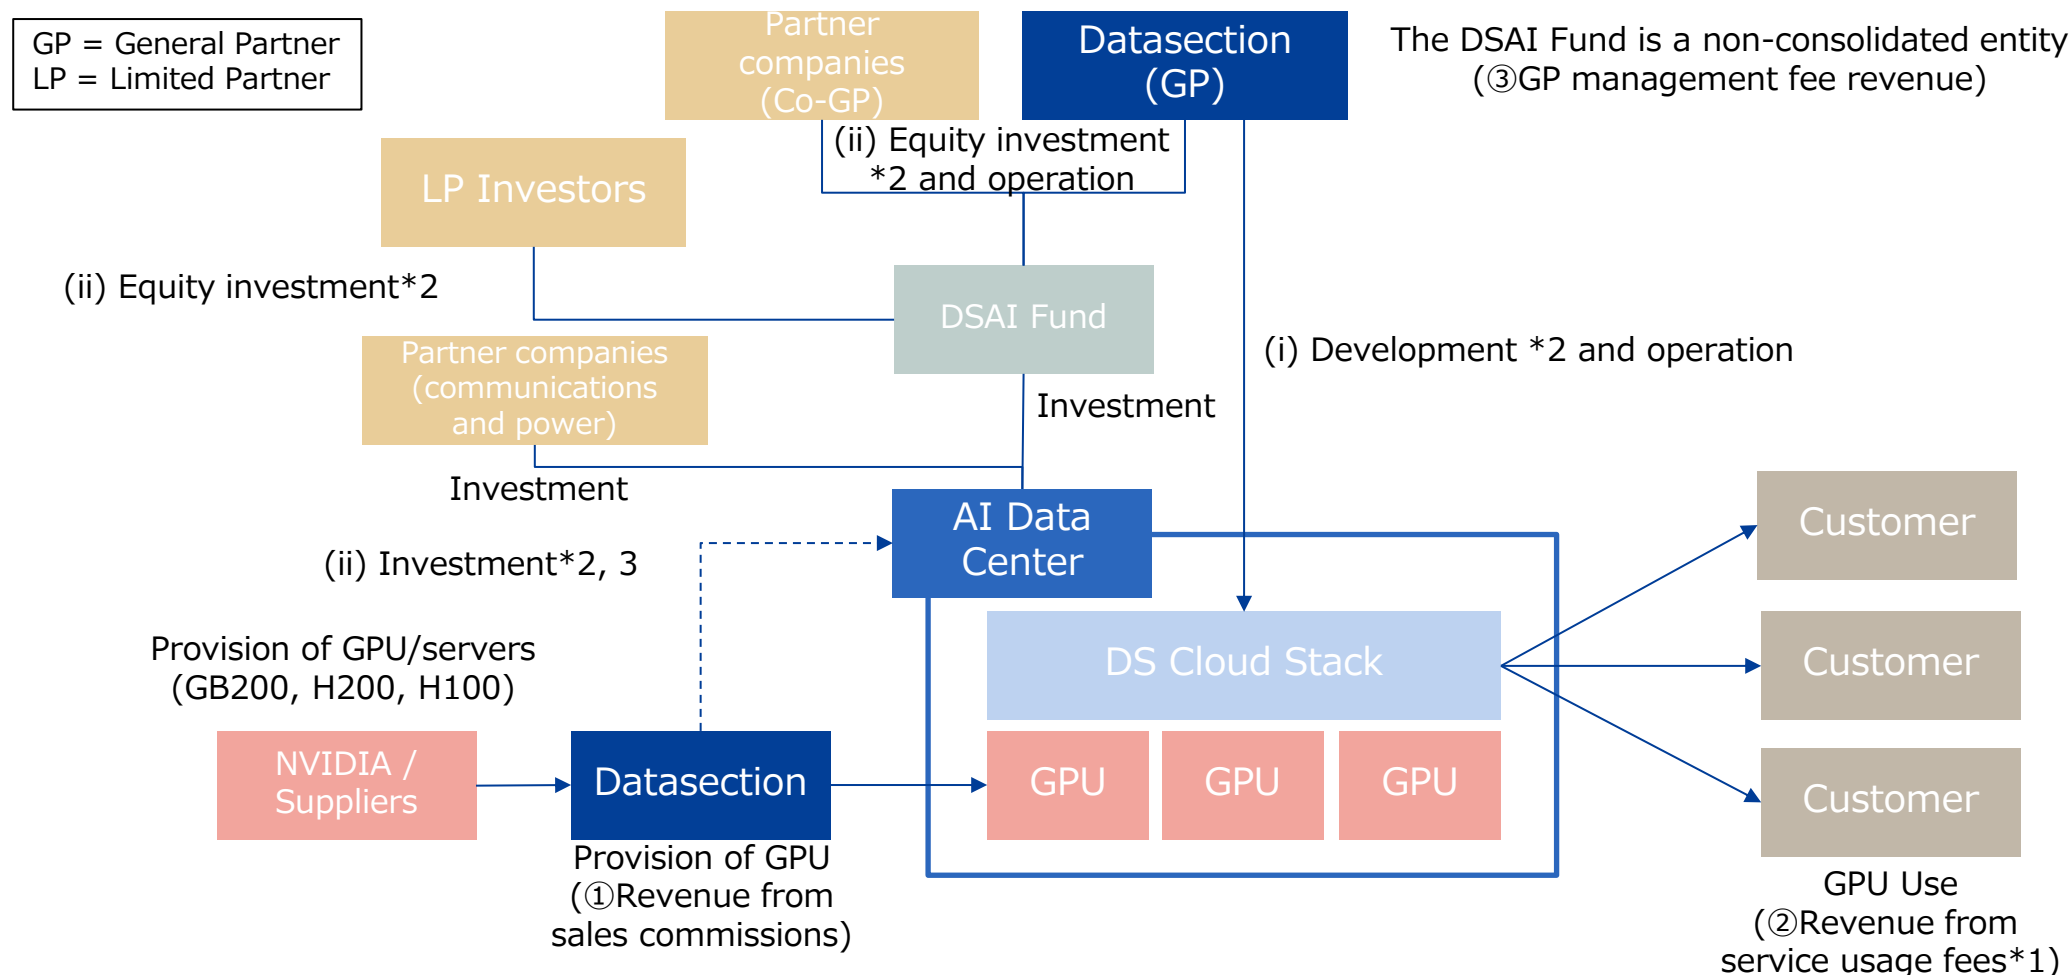 GP = General Partner
LP = Limited Partner
Partner
companies
(Co-GP)
Datasection
(GP)
The DSAI Fund is a non-consolidated entity
(③GP management fee revenue)
(ii) Equity investment
*2 and operation
LP Investors
(ii) Equity investment*2
DSAI Fund
Partner companies
(communications
and power)
(i) Development *2 and operation
Investment
Investment
AI Data
Center
Customer
(ii) Investment*2, 3
Provision of GPU/servers
(GB200, H200, H100)
DS Cloud Stack
Customer
NVIDIA /
Suppliers
Datasection
GPU
GPU
GPU
Customer
Provision of GPU
(①Revenue from
sales commissions)
GPU Use
(②Revenue from
service usage fees*1)